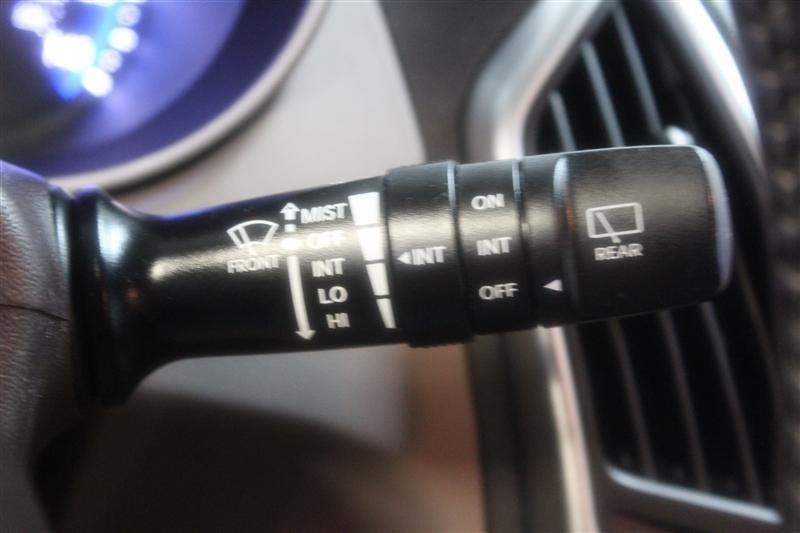 FRONT
MIST
OFF
INT
LO
HI
INT
ON
INT
OFF
REAR